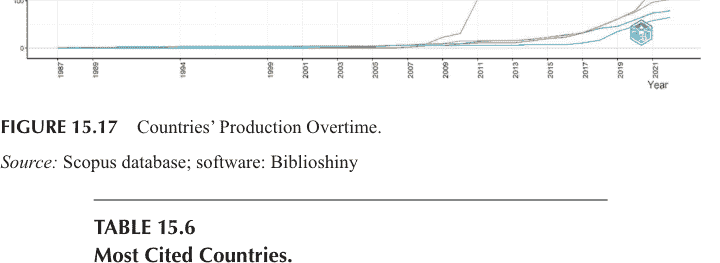 100
0
1987 1989 1994 1999 2001 2003 2005 2007 2009 2011 2013 2015 2017 2019 2021
Year
FIGURE 15.17 Countries’ Production Overtime.
Source: Scopus database; software: Biblioshiny
TABLE 15.6
Most Cited Countries.